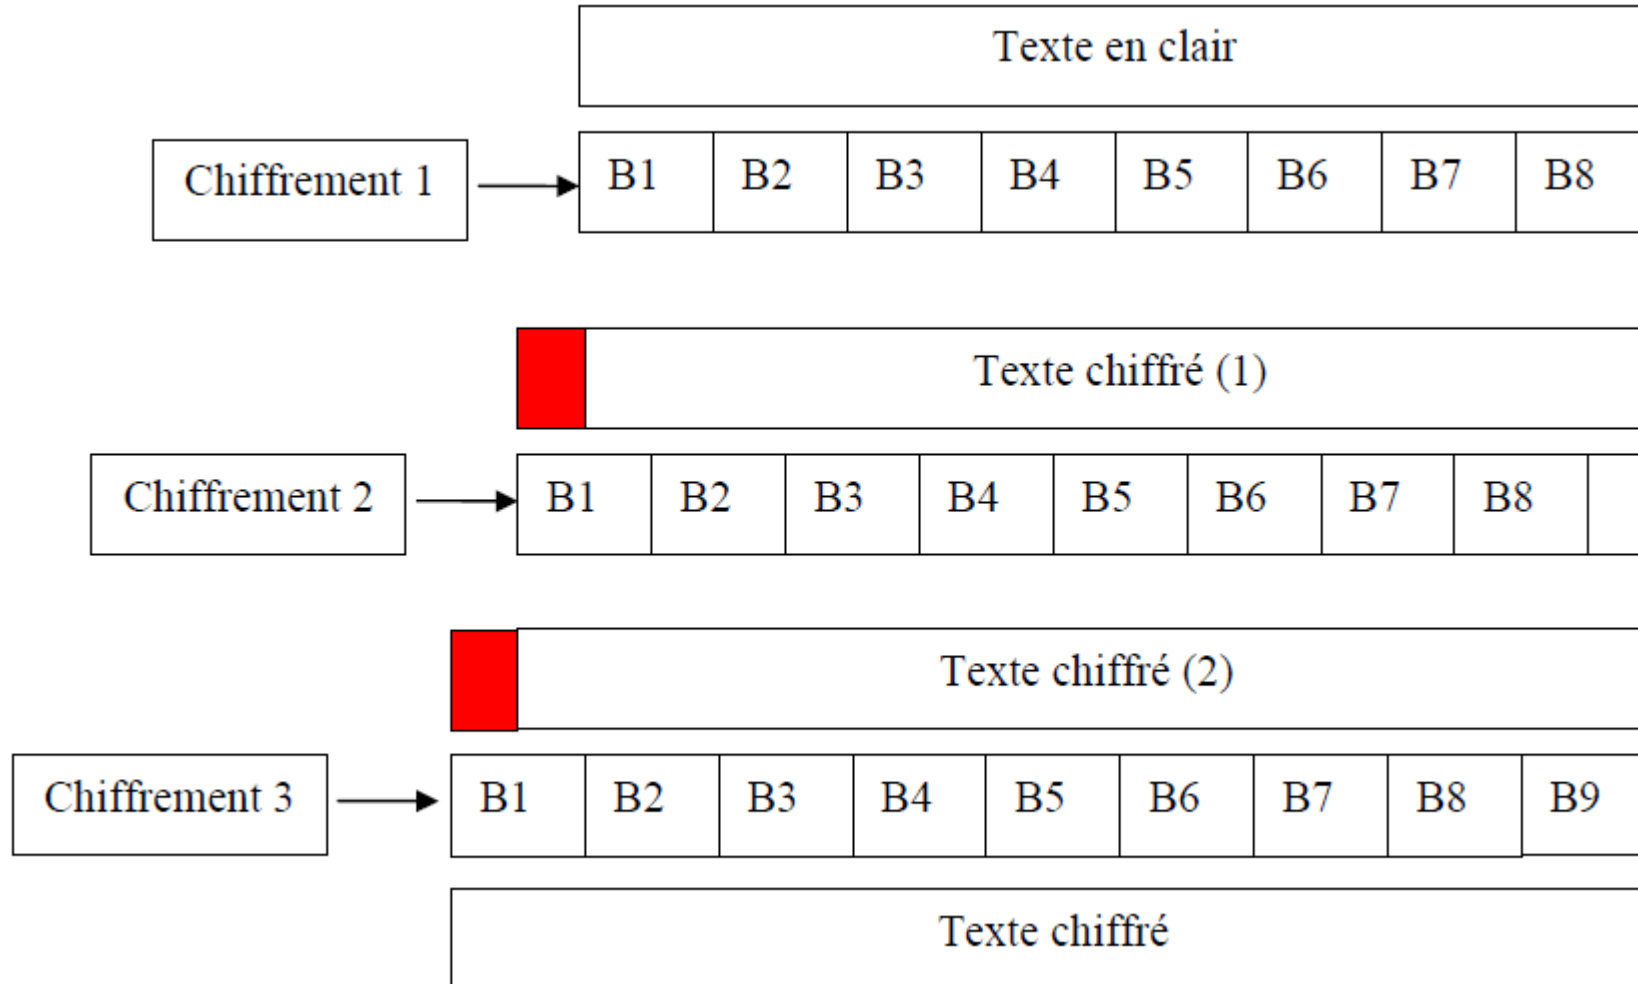 Texte en clair
Chiffrement 1
B1 B2 B3 B4 B5 B6 B7 B8
Texte chiffré (1)
Chiffrement 2
B1 B2 B3 B4 B5 B6 B7 B8
Texte chiffré (2)
Chiffrement 3
B1 B2 B3 B4 B5 B6 B7 B8 B9
Texte chiffré